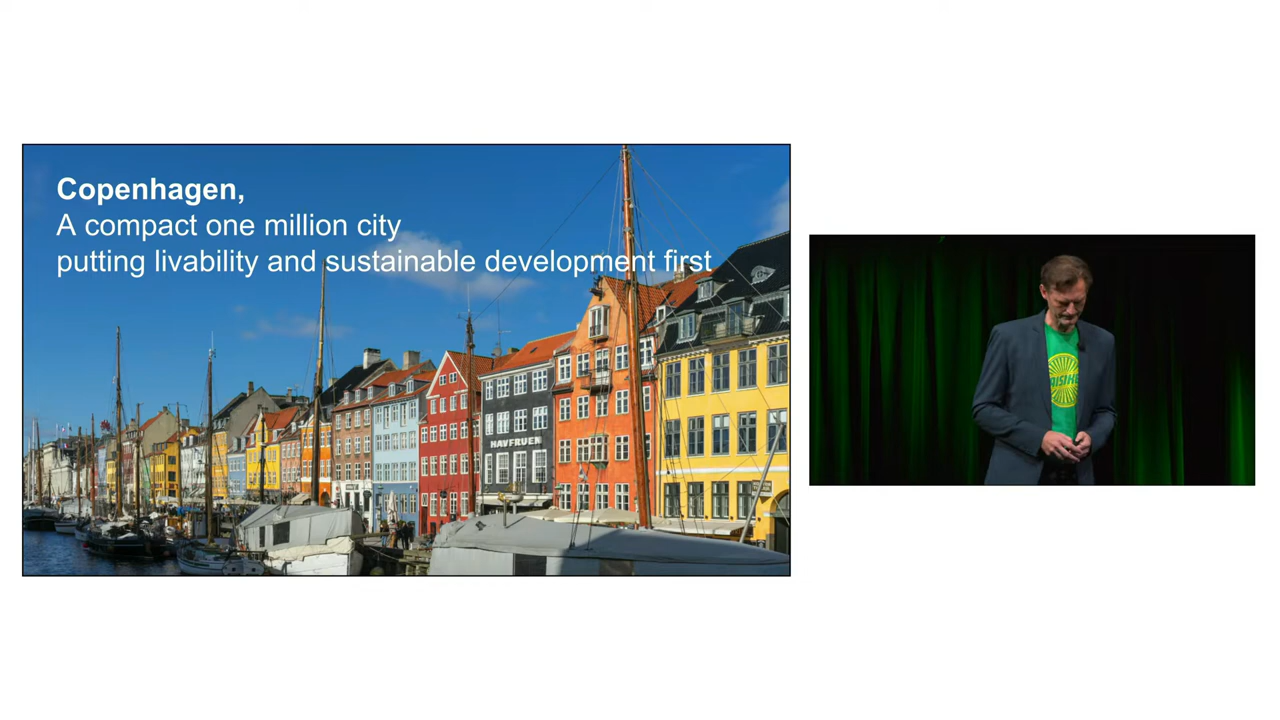 Copenhagen,
A compact one million city
putting livability and sustainable development first
HAVFRUEN